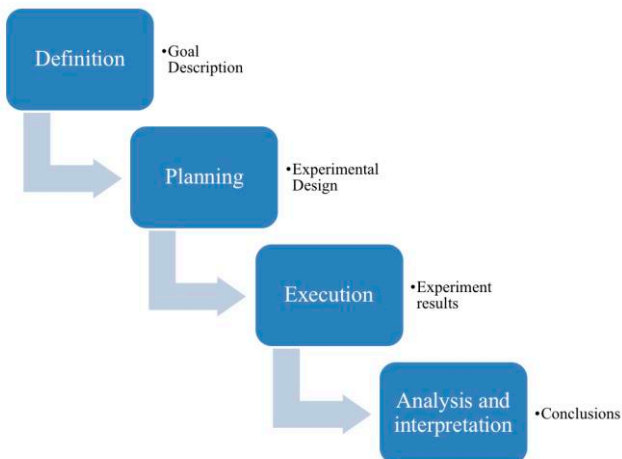 Definition
•Goal
Description
Planning
•Experimental
Design
Execution
•Experiment
results
Analysis and
interpretation
•Conclusions